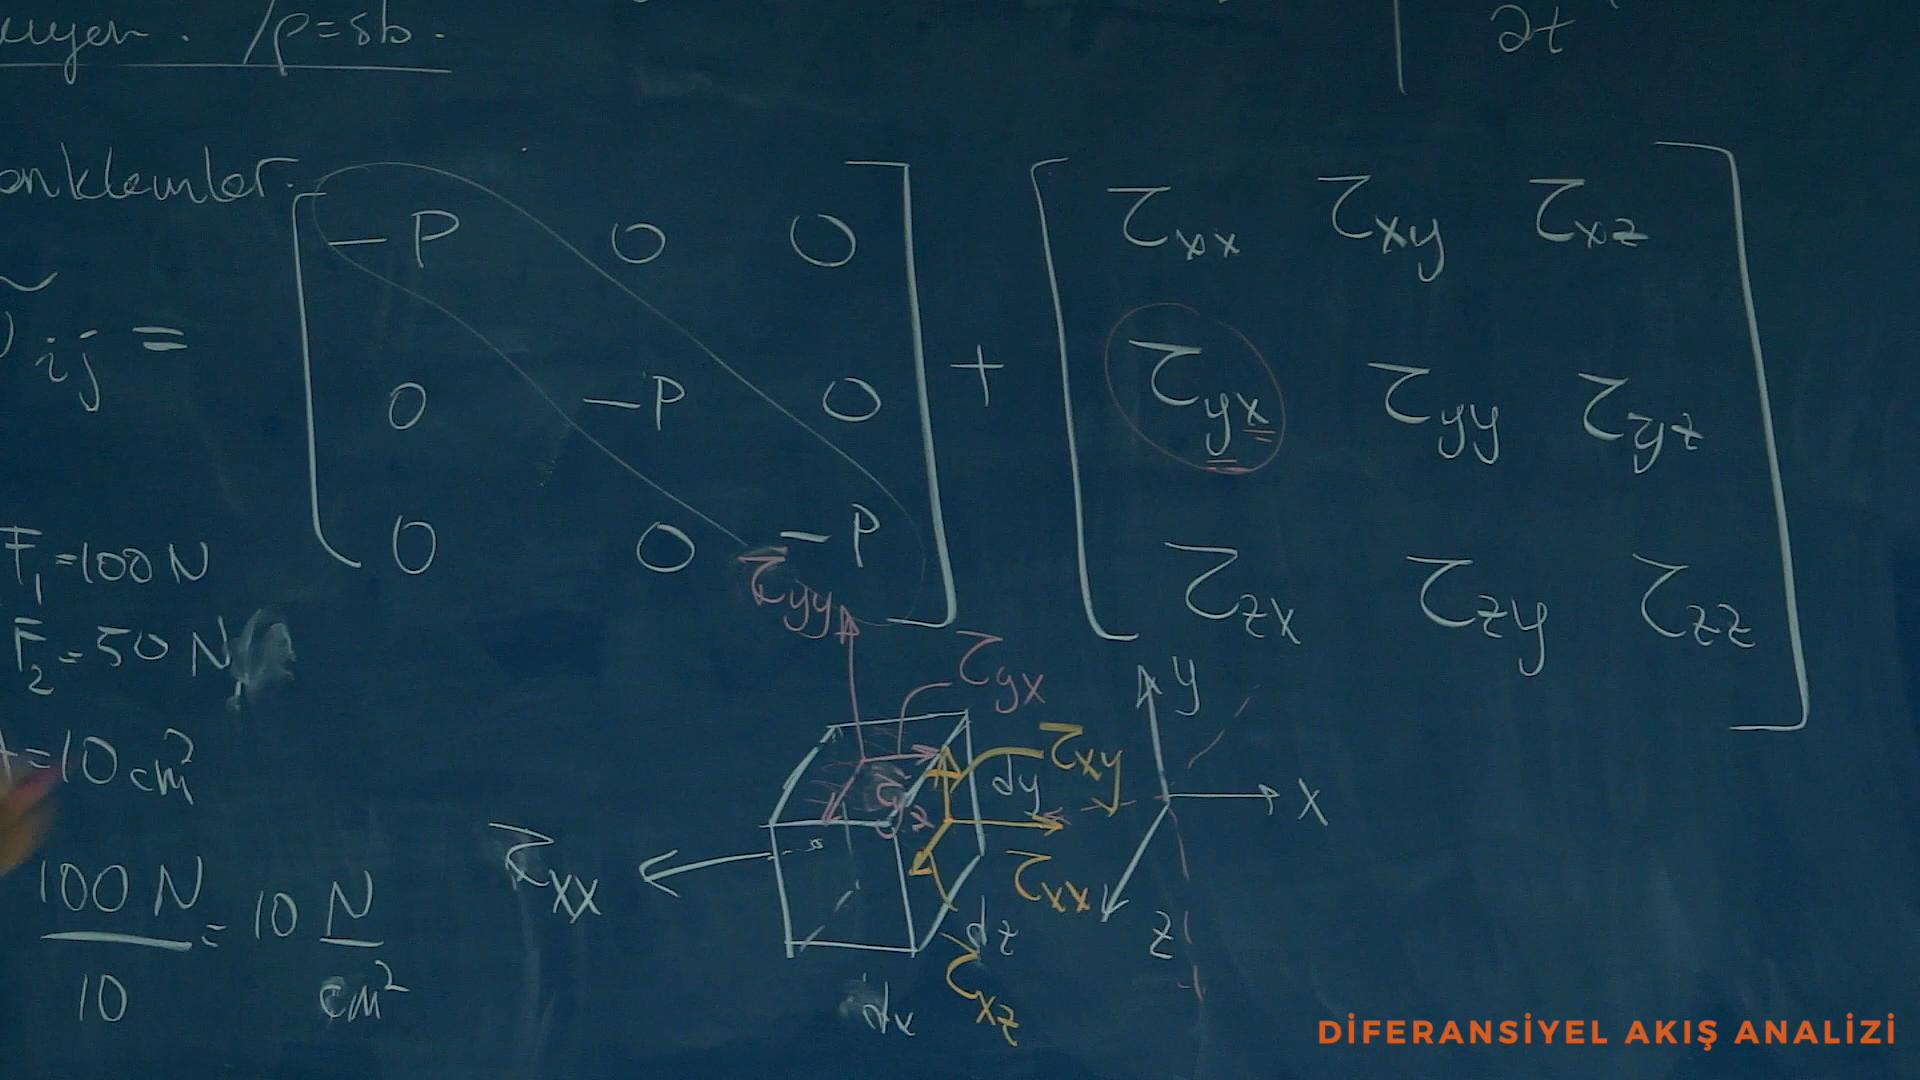 /ρ=sb.
∂t
-P 0 0
τxx τxy τxz
ij =
0 -P 0
+
τyx τyy τyz
0 0 -P
τzx τzy τzz
F1=100N
F2=50N
=10cm²
100N/10 = 10 N/cm²
τyy
τyx
τxy
dy
τxx
τxx
dz
τxz
dx
y
x
z
DİFERANSİYEL AKIŞ ANALİZİ